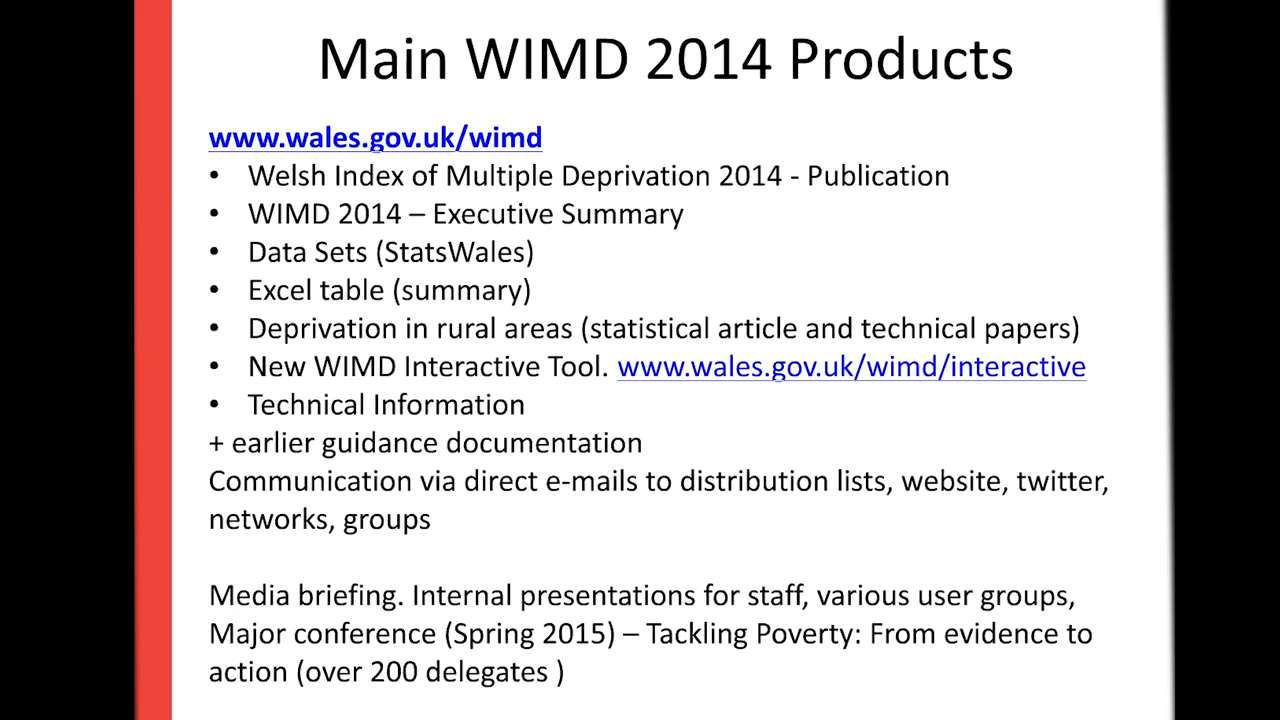 Main WIMD 2014 Products
www.wales.gov.uk/wimd
• Welsh Index of Multiple Deprivation 2014 - Publication
• WIMD 2014 – Executive Summary
• Data Sets (StatsWales)
• Excel table (summary)
• Deprivation in rural areas (statistical article and technical papers)
• New WIMD Interactive Tool. www.wales.gov.uk/wimd/interactive
• Technical Information
+ earlier guidance documentation
Communication via direct e-mails to distribution lists, website, twitter,
networks, groups
Media briefing. Internal presentations for staff, various user groups,
Major conference (Spring 2015) – Tackling Poverty: From evidence to
action (over 200 delegates )